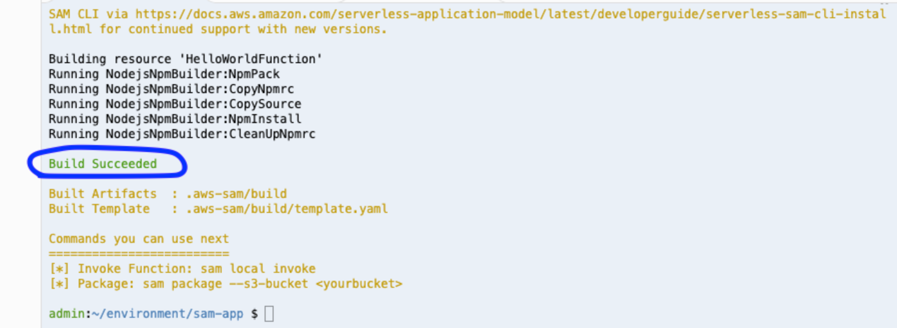 SAM CLI via https://docs.aws.amazon.com/serverless-application-model/latest/developerguide/serverless-sam-cli-instal
l.html for continued support with new versions.
Building resource 'HelloWorldFunction'
Running NodejsNpmBuilder:NpmPack
Running NodejsNpmBuilder:CopyNpmrc
Running NodejsNpmBuilder:CopySource
Running NodejsNpmBuilder:NpmInstall
Running NodejsNpmBuilder:CleanUpNpmrc
Build Succeeded
Built Artifacts  : .aws-sam/build
Built Template   : .aws-sam/build/template.yaml
Commands you can use next
=========================
[*] Invoke Function: sam local invoke
[*] Package: sam package --s3-bucket <yourbucket>
admin:~/environment/sam-app $